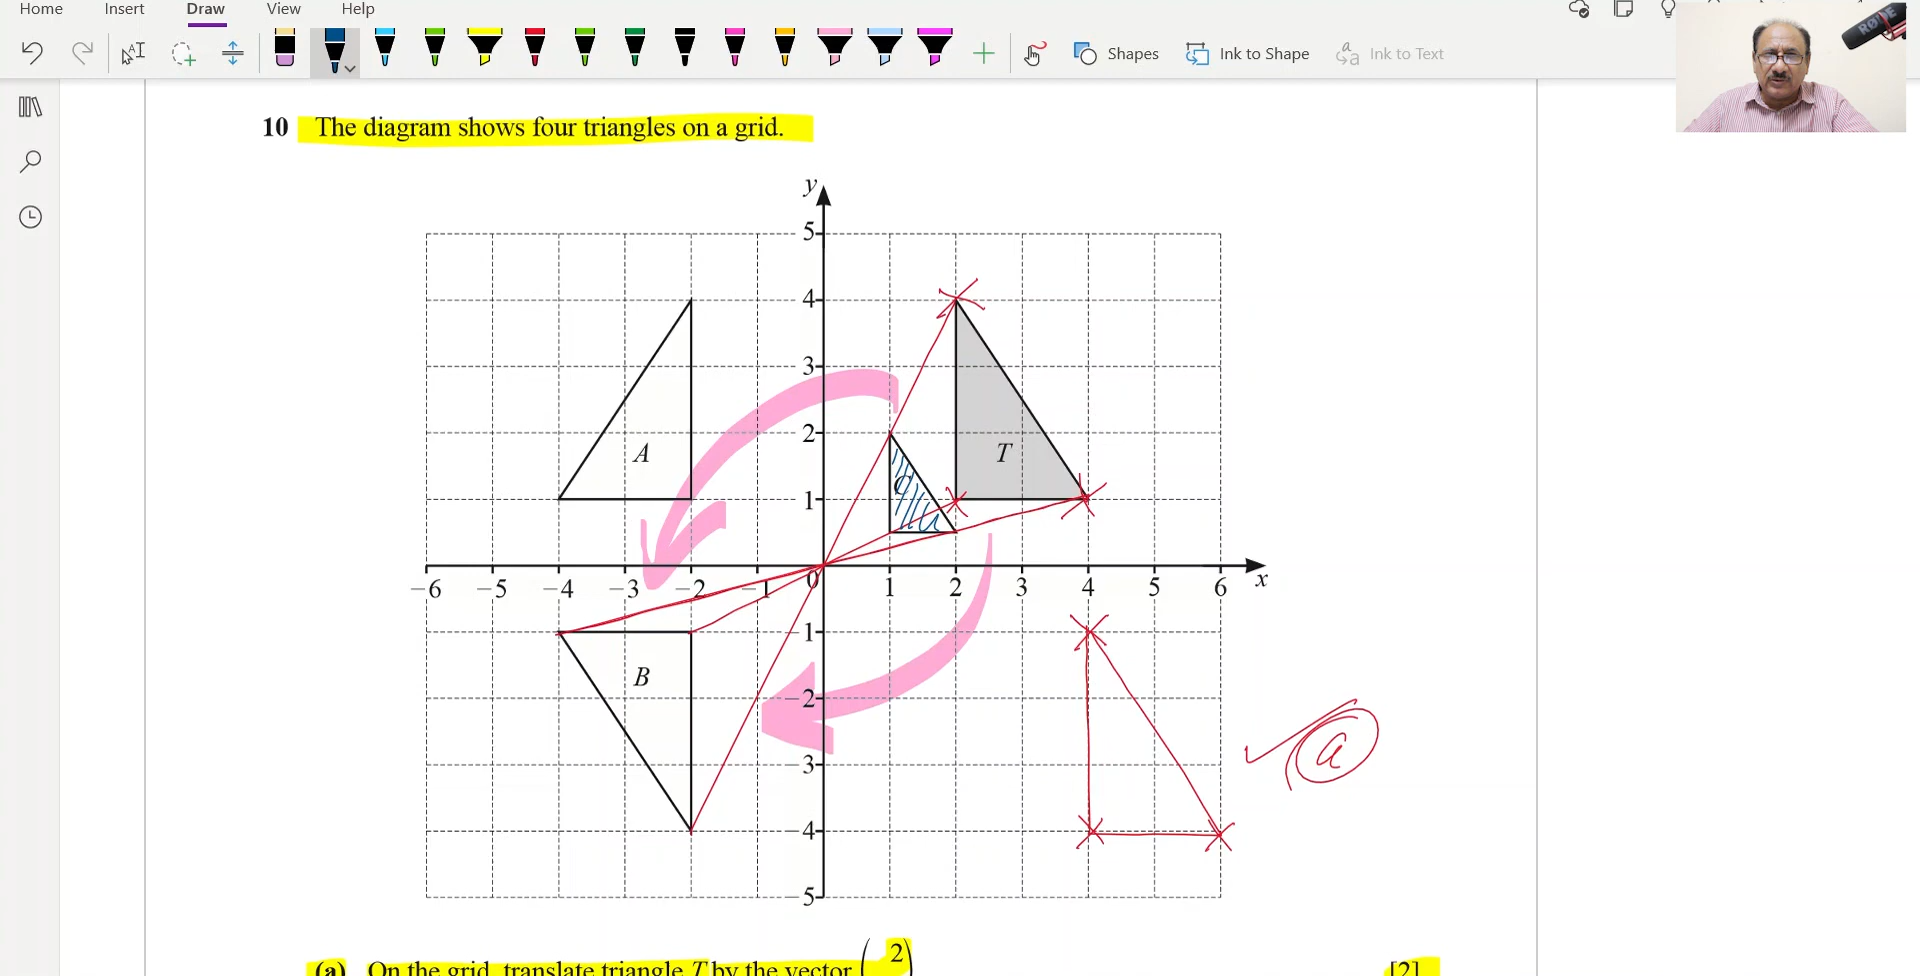 Home Insert Draw View Help
Shapes Ink to Shape Ink to Text
RØDE
10 The diagram shows four triangles on a grid.
y
5
4
3
A
T
2
C
1
−6 −5 −4 −3 −2 −1 0 1 2 3 4 5 6 x
−1
B
−2
a
−3
−4
−5
(a) On the grid, translate triangle T by the vector ( 2 ) [2]